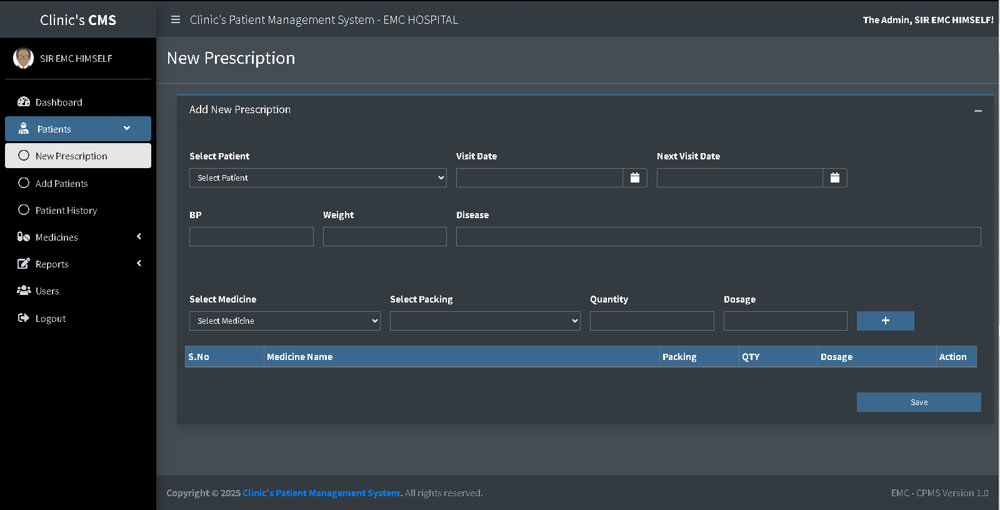 Clinic's CMS
Clinic's Patient Management System - EMC HOSPITAL
The Admin, SIR EMC HIMSELF!
SIR EMC HIMSELF
Dashboard
Patients
New Prescription
Add Patients
Patient History
Medicines
Reports
Users
Logout
New Prescription
Add New Prescription
Select Patient
Visit Date
Next Visit Date
Select Patient
BP
Weight
Disease
Select Medicine
Select Packing
Quantity
Dosage
Select Medicine
S.No
Medicine Name
Packing
QTY
Dosage
Action
Save
Copyright © 2025 Clinic's Patient Management System. All rights reserved.
EMC - CPMS Version 1.0